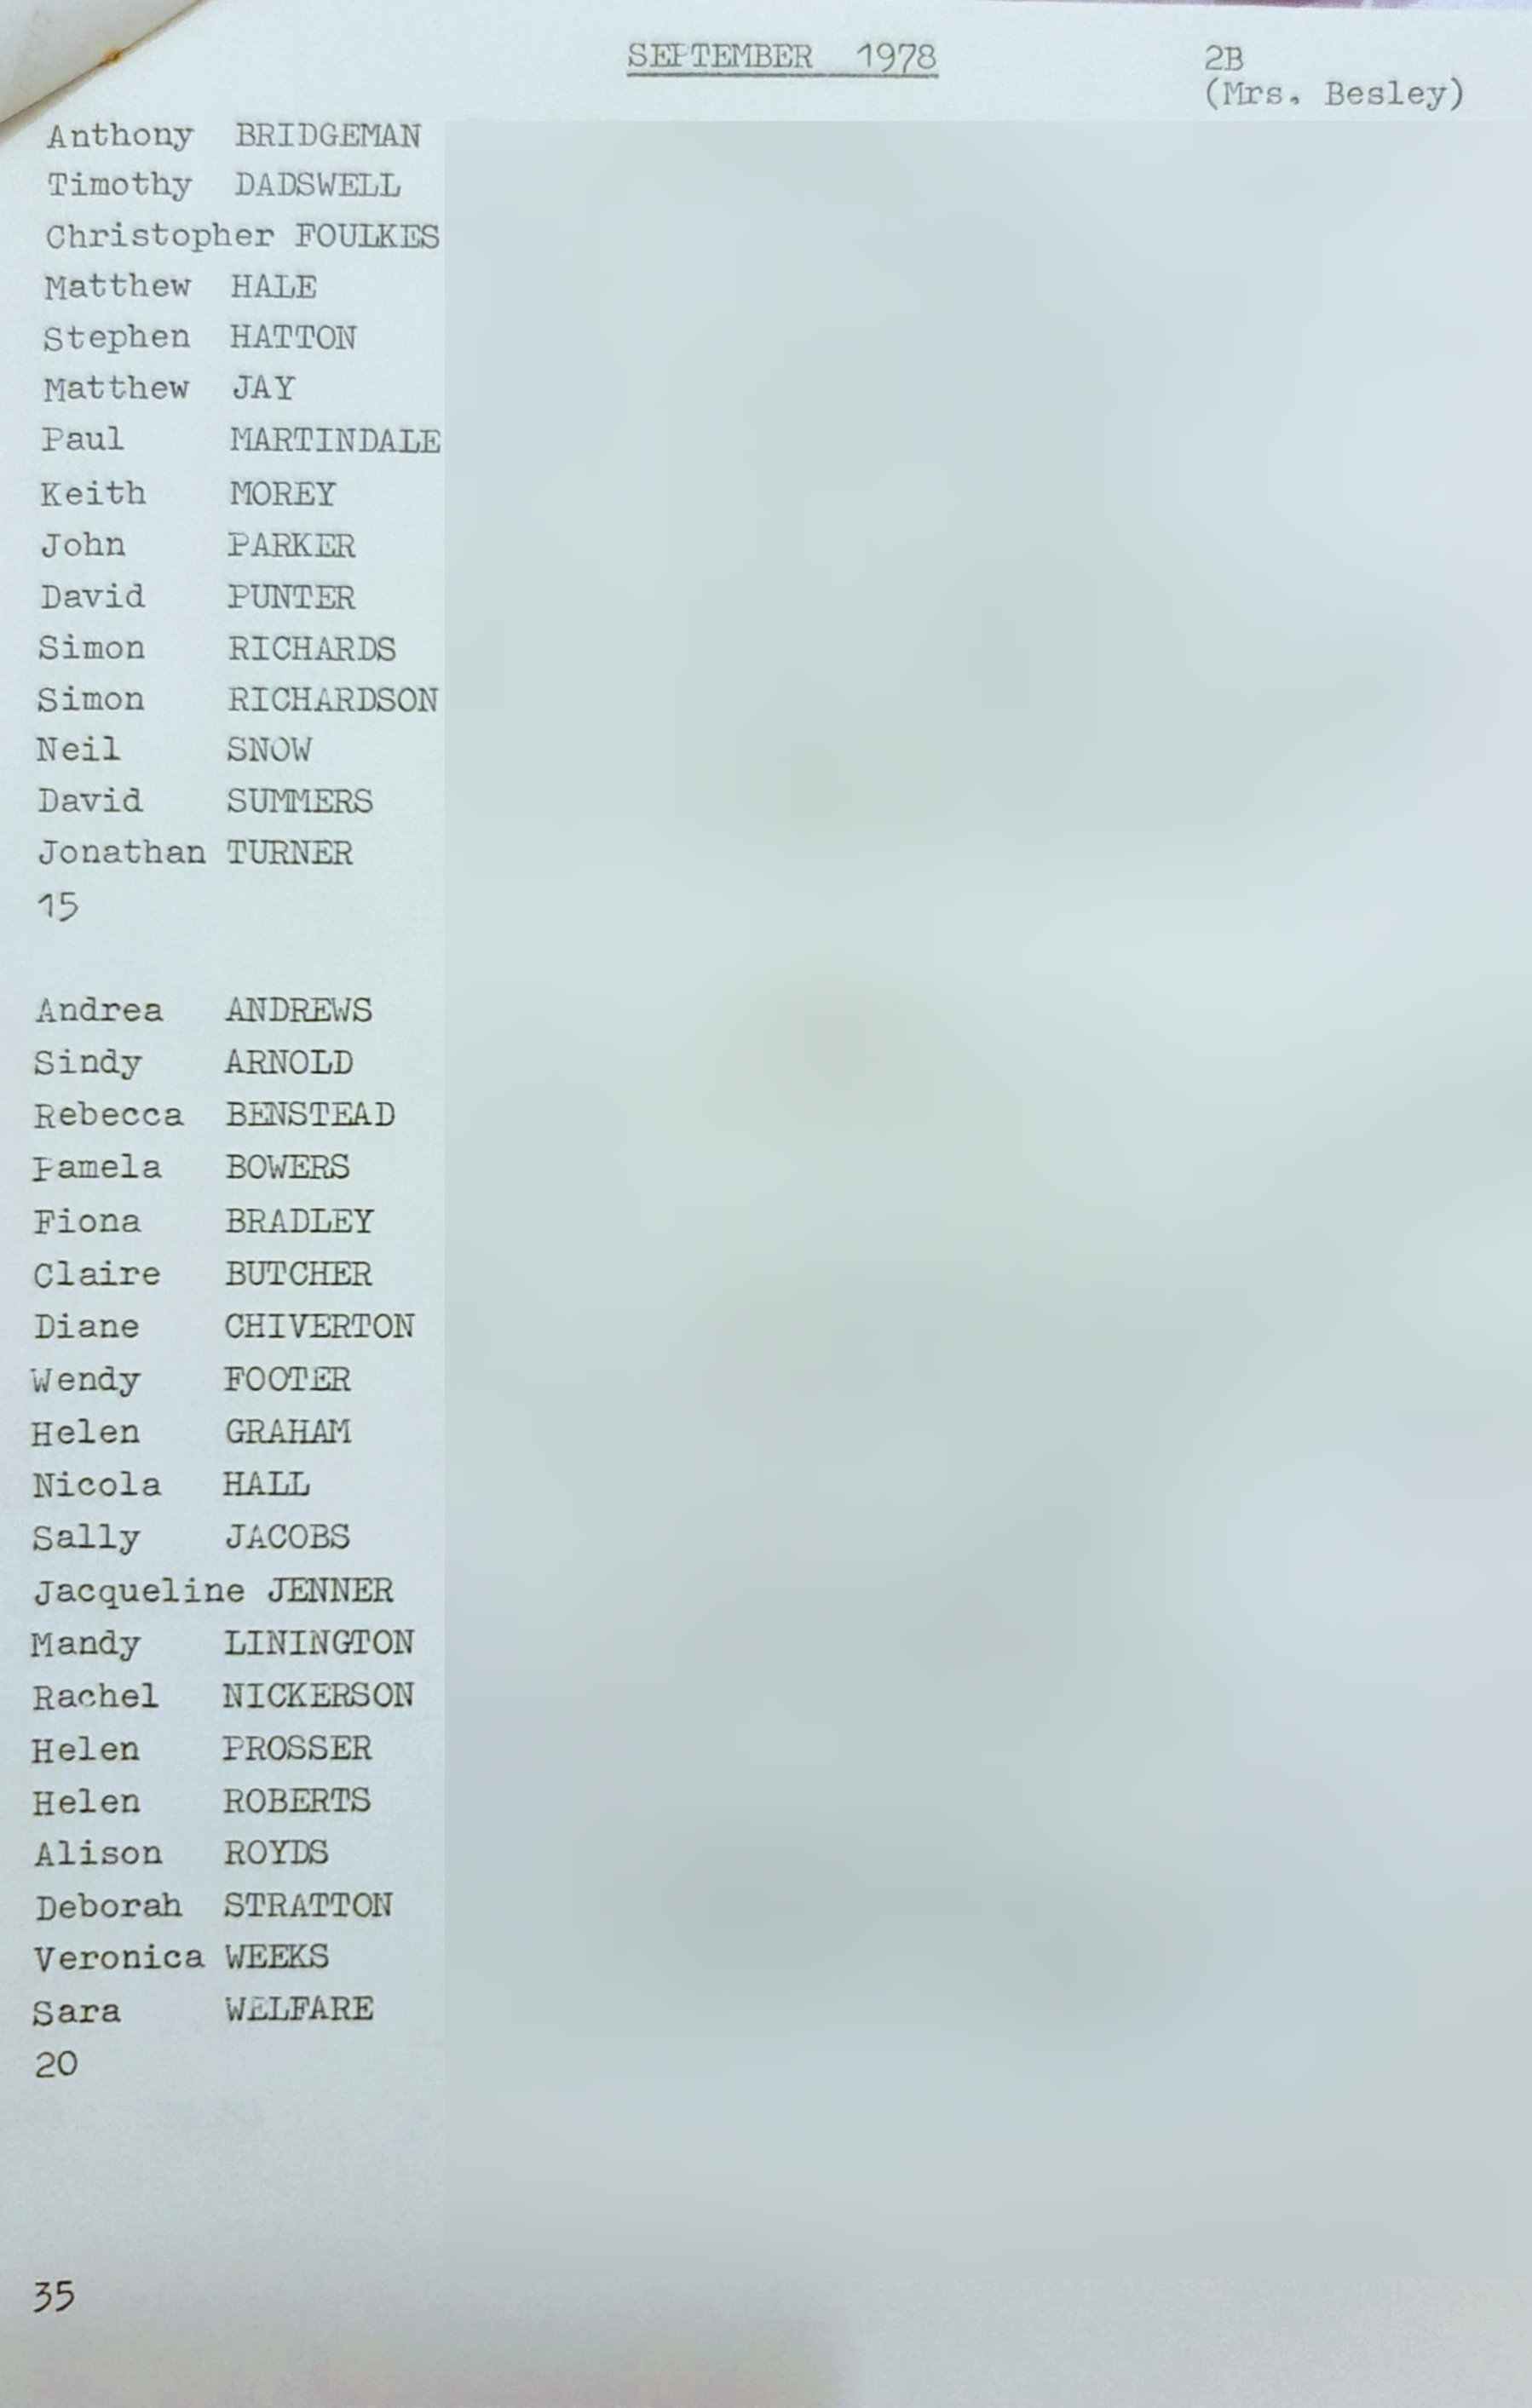 SEPTEMBER 1978
2B
(Mrs. Besley)
Anthony BRIDGEMAN
Timothy DADSWELL
Christopher FOULKES
Matthew HALE
Stephen HATTON
Matthew JAY
Paul MARTINDALE
Keith MOREY
John PARKER
David PUNTER
Simon RICHARDS
Simon RICHARDSON
Neil SNOW
David SUMMERS
Jonathan TURNER
15
Andrea ANDREWS
Sindy ARNOLD
Rebecca BENSTEAD
Pamela BOWERS
Fiona BRADLEY
Claire BUTCHER
Diane CHIVERTON
Wendy FOOTER
Helen GRAHAM
Nicola HALL
Sally JACOBS
Jacqueline JENNER
Mandy LININGTON
Rachel NICKERSON
Helen PROSSER
Helen ROBERTS
Alison ROYDS
Deborah STRATTON
Veronica WEEKS
Sara WELFARE
20
35